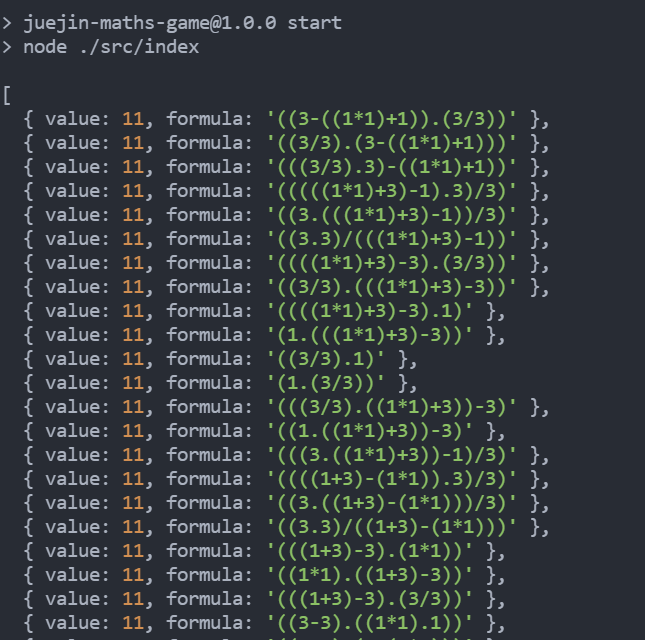 > juejin-maths-game@1.0.0 start
> node ./src/index
[
{ value: 11, formula: '((3-((1*1)+1)).(3/3))' },
{ value: 11, formula: '((3/3).(3-((1*1)+1)))' },
{ value: 11, formula: '(((3/3).3)-((1*1)+1))' },
{ value: 11, formula: '(((((1*1)+3)-1).3)/3)' },
{ value: 11, formula: '((3.(((1*1)+3)-1))/3)' },
{ value: 11, formula: '((3.3)/(((1*1)+3)-1))' },
{ value: 11, formula: '((((1*1)+3)-3).(3/3))' },
{ value: 11, formula: '((3/3).(((1*1)+3)-3))' },
{ value: 11, formula: '((((1*1)+3)-3).1)' },
{ value: 11, formula: '(1.(((1*1)+3)-3))' },
{ value: 11, formula: '((3/3).1)' },
{ value: 11, formula: '(1.(3/3))' },
{ value: 11, formula: '(((3/3).((1*1)+3))-3)' },
{ value: 11, formula: '((1.((1*1)+3))-3)' },
{ value: 11, formula: '(((3.((1*1)+3))-1)/3)' },
{ value: 11, formula: '((((1+3)-(1*1)).3)/3)' },
{ value: 11, formula: '((3.((1+3)-(1*1)))/3)' },
{ value: 11, formula: '((3.3)/((1+3)-(1*1)))' },
{ value: 11, formula: '(((1+3)-3).(1*1))' },
{ value: 11, formula: '((1*1).((1+3)-3))' },
{ value: 11, formula: '(((1+3)-3).(3/3))' },
{ value: 11, formula: '((3-3).((1*1).1))' },